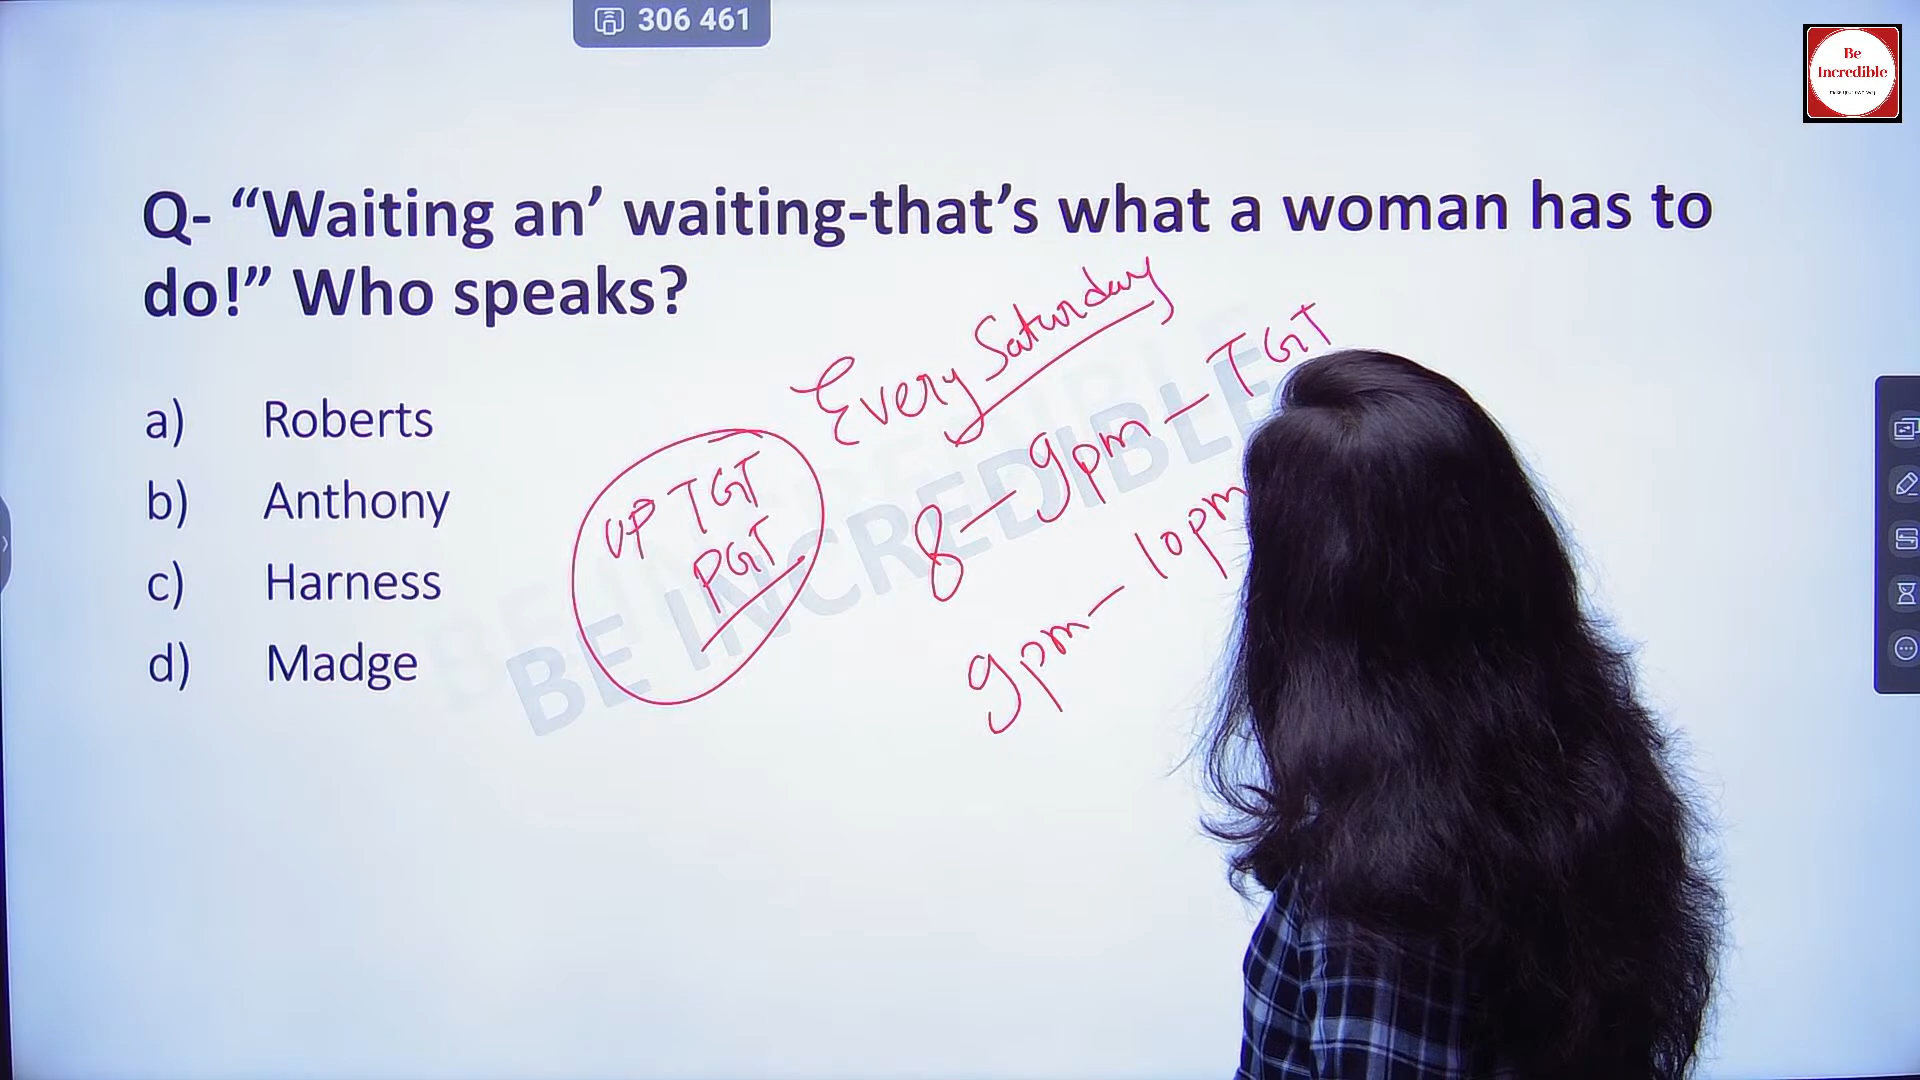 306 461
Be
Incredible
Q- “Waiting an’ waiting-that’s what a woman has to
do!” Who speaks?
a) Roberts
b) Anthony
c) Harness
d) Madge
Every Saturday
8 – 9pm – TGT
9pm – 10pm
UP TGT
PGT
BE INCREDIBLE